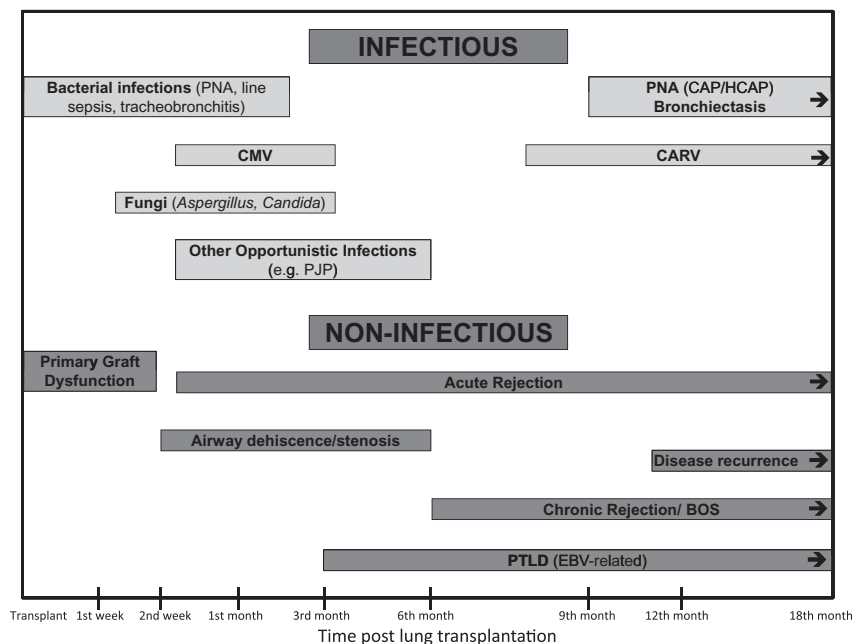 INFECTIOUS
Bacterial infections (PNA, line
sepsis, tracheobronchitis)
PNA (CAP/HCAP)
Bronchiectasis
CMV
CARV
Fungi (Aspergillus, Candida)
Other Opportunistic Infections
(e.g. PJP)
NON-INFECTIOUS
Primary Graft
Dysfunction
Acute Rejection
Airway dehiscence/stenosis
Disease recurrence
Chronic Rejection/ BOS
PTLD (EBV-related)
Transplant 1st week 2nd week 1st month 3rd month 6th month 9th month 12th month 18th month
Time post lung transplantation